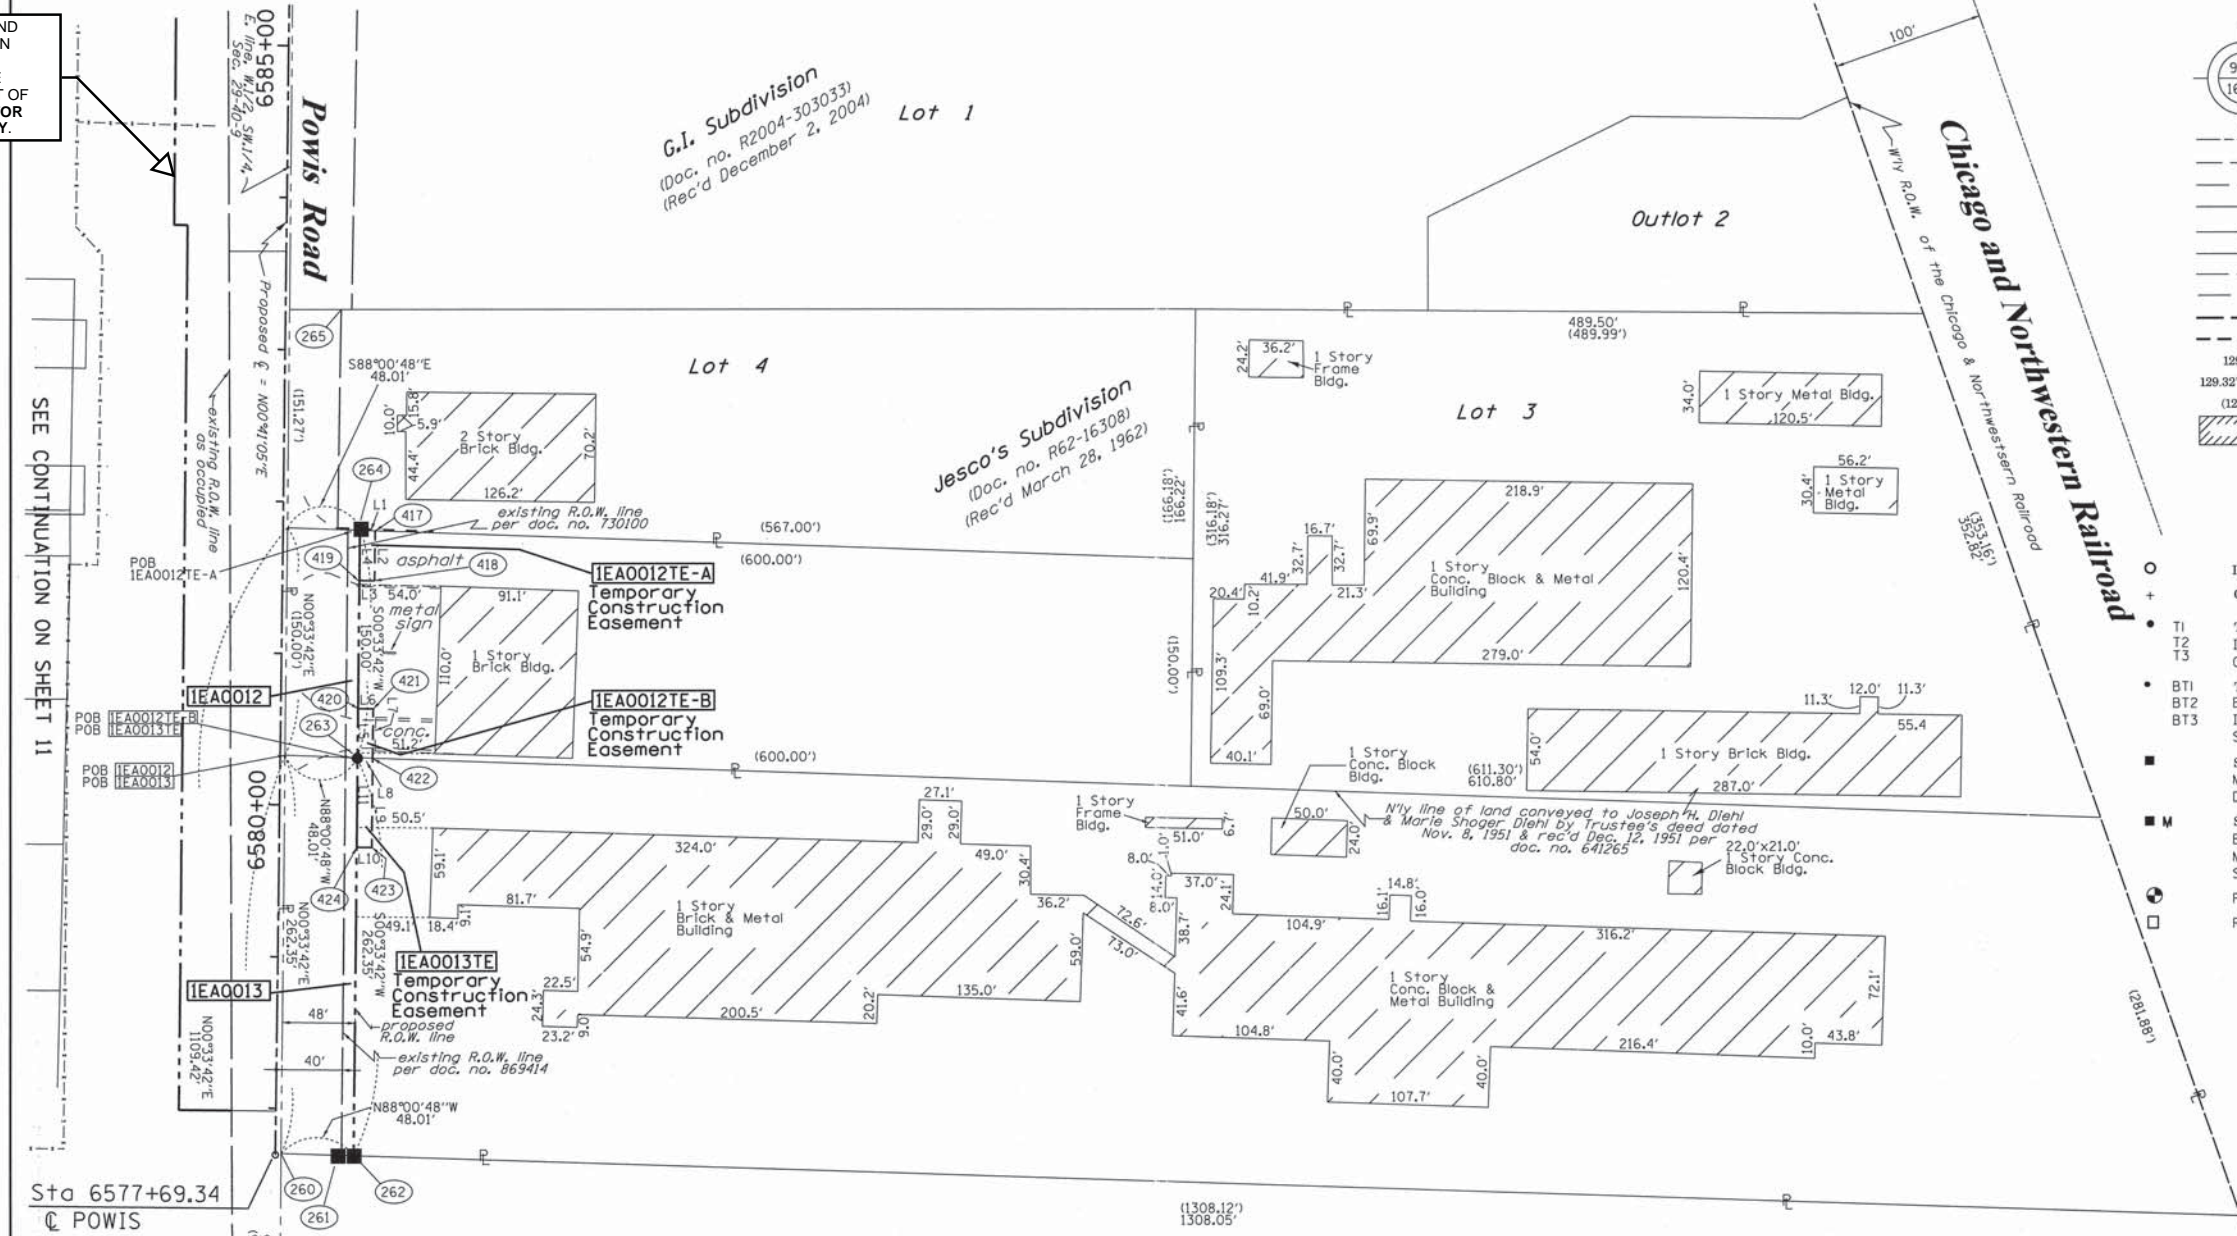 ND
N
E
T OF
OR
Y.
E. line, W.1/2, SW.1/4,
Sec. 29-40-9
6585+00
Powis Road
G.I. Subdivision
(Doc. no. R2004-303033)
(Rec'd December 2, 2004)
Lot 1
100'
Outlot 2
W'ly R.O.W. of the Chicago & Northwestsern Railroad
Chicago and Northwestern Railroad
Proposed ℄ = N00°41'05"E
existing R.O.W. line
as occupied
SEE CONTINUATION ON SHEET 11
265
S88°00'48"E
48.01'
(151.27')
Lot 4
10.0'
15.8'
5.9'
2 Story
Brick Bldg.
70.2'
44.4'
126.2'
264
L1
417
existing R.O.W. line
per doc. no. 730100
(567.00')
(600.00')
Jesco's Subdivision
(Doc. no. R62-16308)
(Rec'd March 28, 1962)
(166.18')
166.22'
(316.18')
316.27'
(150.00')
24.2'
36.2'
1 Story
Frame
Bldg.
489.50'
(489.99')
Lot 3
34.0'
1 Story Metal Bldg.
120.5'
56.2'
30.4'
1 Story
Metal
Bldg.
(353.16')
352.82'
218.9'
69.9'
16.7'
32.7'
32.7'
41.9'
21.3'
20.4'
10.2'
1 Story
Conc. Block & Metal
Building
120.4'
279.0'
109.3'
69.0'
40.1'
POB
1EA0012TE-A
419
L4
L2
asphalt
418
L3
54.0'
91.1'
metal
sign
N00°33'42"E
(150.00')
S00°33'42"W
150.00'
110.0'
1 Story
Brick Bldg.
1EA0012TE-A
Temporary
Construction
Easement
1EA0012
420
421
L6
L7
263
conc.
L5
51.2'
1EA0012TE-B
Temporary
Construction
Easement
POB 1EA0012TE-B
POB 1EA0013TE
POB 1EA0012
POB 1EA0013
422
(600.00')
6580+00
N88°00'48"W
48.01'
L11
L8
L9
50.5'
L10
423
424
59.1'
324.0'
27.1'
29.0'
29.0'
49.0'
30.4'
36.2'
81.7'
9.1'
18.4'
49.1'
1 Story
Brick & Metal
Building
54.9'
22.5'
24.3'
23.2'
9.0'
200.5'
20.2'
135.0'
59.0'
72.6'
73.0'
1 Story
Frame
Bldg.
51.0'
6.7'
1 Story
Conc. Block
Bldg.
50.0'
24.0'
(611.30')
610.80'
54.0'
1 Story Brick Bldg.
287.0'
11.3'
12.0'
11.3'
55.4
N'ly line of land conveyed to Joseph H. Diehl
& Marie Shoger Diehl by Trustee's deed dated
Nov. 8, 1951 & rec'd Dec. 12, 1951 per
doc. no. 641265
22.0'x21.0'
1 Story Conc.
Block Bldg.
8.0'
1.0'
14.0'
8.0'
37.0'
24.1'
38.7'
41.6'
104.9'
16.1'
14.8'
16.0'
316.2'
1 Story
Conc. Block &
Metal Building
72.1'
104.8'
40.0'
107.7'
40.0'
216.4'
10.0'
43.8'
N00°33'42"E
262.35'
S00°33'42"W
262.35'
1EA0013TE
Temporary
Construction
Easement
1EA0013
48'
proposed
R.O.W. line
40'
existing R.O.W. line
per doc. no. 869414
N00°33'42"E
1109.42'
N88°00'48"W
48.01'
260
261
262
Sta 6577+69.34
℄ POWIS
(1308.12')
1308.05'
(281.88')
9
16
129
129.32'
(12
T1
T2
T3
BT1
BT2
BT3
M